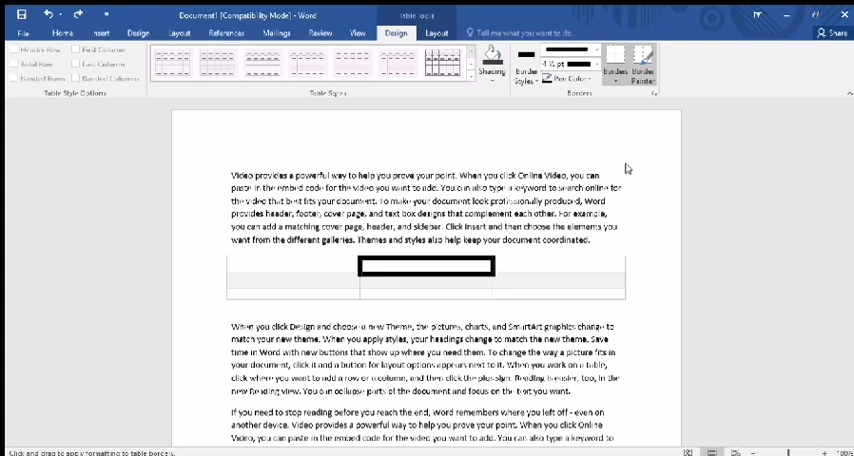 Document1 [Compatibility Mode] - Word
Table Tools
File Home Insert Design Layout References Mailings Review View Design Layout Tell me what you want to do... Share
Header Row First Column
Total Row Last Column
Banded Rows Banded Columns
Table Style Options
Table Styles
Shading
Border Styles
4 ½ pt
Pen Color
Borders
Border Painter
Borders
Video provides a powerful way to help you prove your point. When you click Online Video, you can
paste in the embed code for the video you want to add. You can also type a keyword to search online for
the video that best fits your document. To make your document look professionally produced, Word
provides header, footer, cover page, and text box designs that complement each other. For example,
you can add a matching cover page, header, and sidebar. Click Insert and then choose the elements you
want from the different galleries. Themes and styles also help keep your document coordinated.
When you click Design and choose a new Theme, the pictures, charts, and SmartArt graphics change to
match your new theme. When you apply styles, your headings change to match the new theme. Save
time in Word with new buttons that show up where you need them. To change the way a picture fits in
your document, click it and a button for layout options appears next to it. When you work on a table,
click where you want to add a row or a column, and then click the plus sign. Reading is easier, too, in the
new Reading view. You can collapse parts of the document and focus on the text you want.
If you need to stop reading before you reach the end, Word remembers where you left off - even on
another device. Video provides a powerful way to help you prove your point. When you click Online
Video, you can paste in the embed code for the video you want to add. You can also type a keyword to
Click and drag to apply formatting to table borders.
100%